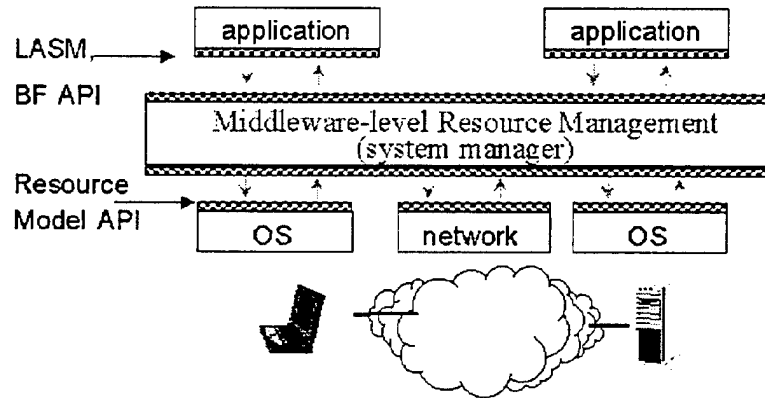 application
application
LASM,
BF API
Middleware-level Resource Management
(system manager)
Resource
Model API
OS
network
OS